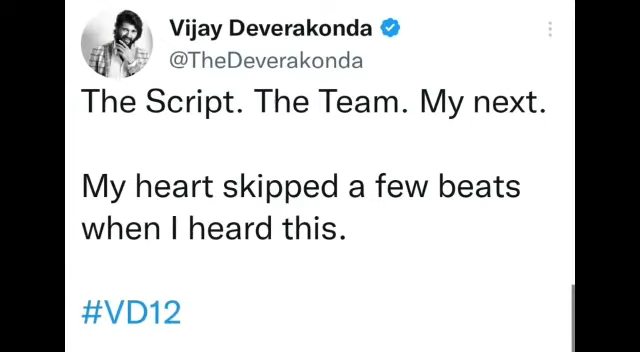 Vijay Deverakonda
@TheDeverakonda
The Script. The Team. My next.
My heart skipped a few beats
when I heard this.
#VD12